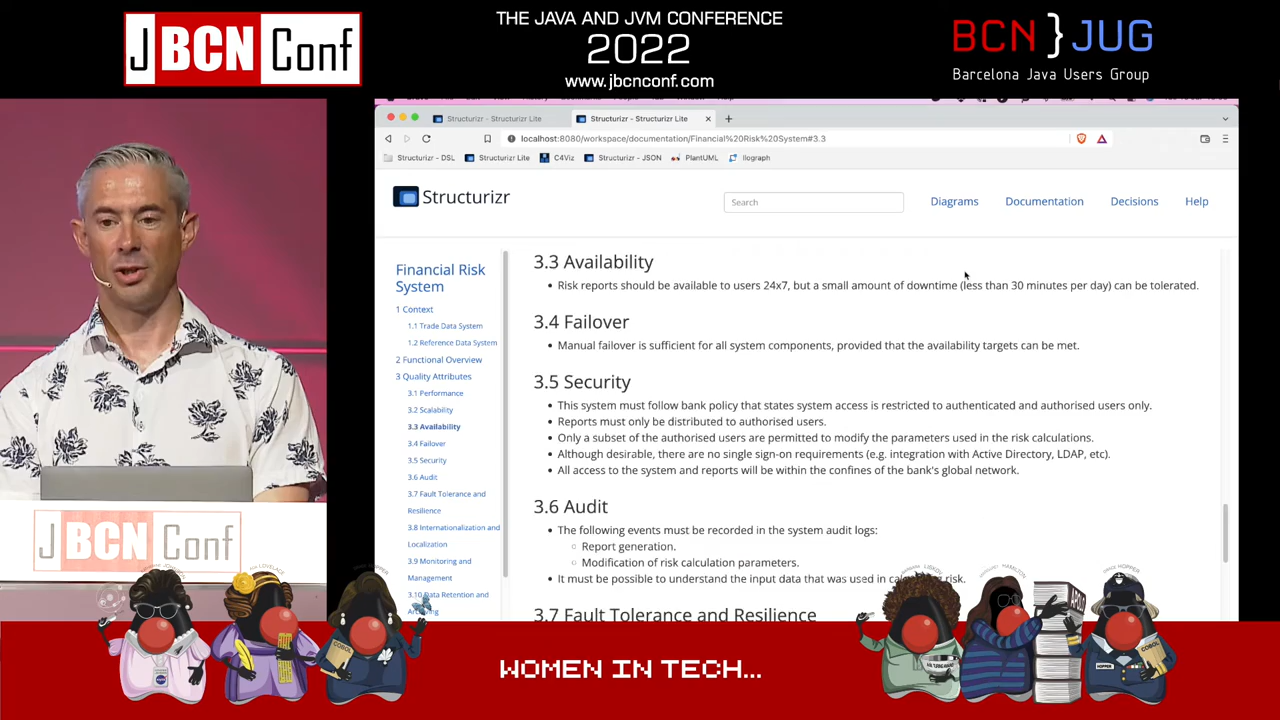 JBCN Conf
THE JAVA AND JVM CONFERENCE
2022
www.jbcnconf.com
BCN}JUG
Barcelona Java Users Group
Structurizr - Structurizr Lite
Structurizr - Structurizr Lite
localhost:8080/workspace/documentation/Financial%20Risk%20System#3.3
Structurizr - DSL
Structurizr Lite
C4Viz
Structurizr - JSON
PlantUML
Ilograph
Structurizr
Search
Diagrams
Documentation
Decisions
Help
Financial Risk
System
1 Context
1.1 Trade Data System
1.2 Reference Data System
2 Functional Overview
3 Quality Attributes
3.1 Performance
3.2 Scalability
3.3 Availability
3.4 Failover
3.5 Security
3.6 Audit
3.7 Fault Tolerance and
Resilience
3.8 Internationalization and
Localization
3.9 Monitoring and
Management
3.10 Data Retention and
3.3 Availability
• Risk reports should be available to users 24x7, but a small amount of downtime (less than 30 minutes per day) can be tolerated.
3.4 Failover
• Manual failover is sufficient for all system components, provided that the availability targets can be met.
3.5 Security
• This system must follow bank policy that states system access is restricted to authenticated and authorised users only.
• Reports must only be distributed to authorised users.
• Only a subset of the authorised users are permitted to modify the parameters used in the risk calculations.
• Although desirable, there are no single sign-on requirements (e.g. integration with Active Directory, LDAP, etc).
• All access to the system and reports will be within the confines of the bank's global network.
3.6 Audit
• The following events must be recorded in the system audit logs:
○ Report generation.
○ Modification of risk calculation parameters.
• It must be possible to understand the input data that was used in calculating risk.
3.7 Fault Tolerance and Resilience
JBCN Conf
COBOL
HOPPER
COBOL
WOMEN IN TECH...